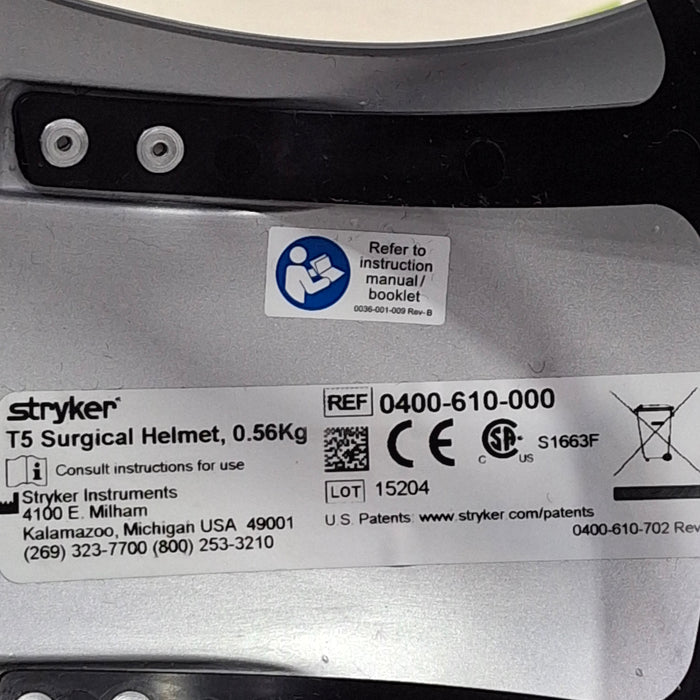 Refer to
instruction
manual/
booklet
0036-001-009 Rev-B
stryker
T5 Surgical Helmet, 0.56Kg
i Consult instructions for use
Stryker Instruments
4100 E. Milham
Kalamazoo, Michigan USA 49001
(269) 323-7700 (800) 253-3210
REF 0400-610-000
CE C SA US S1663F
LOT 15204
U.S. Patents: www.stryker.com/patents
0400-610-702 Rev